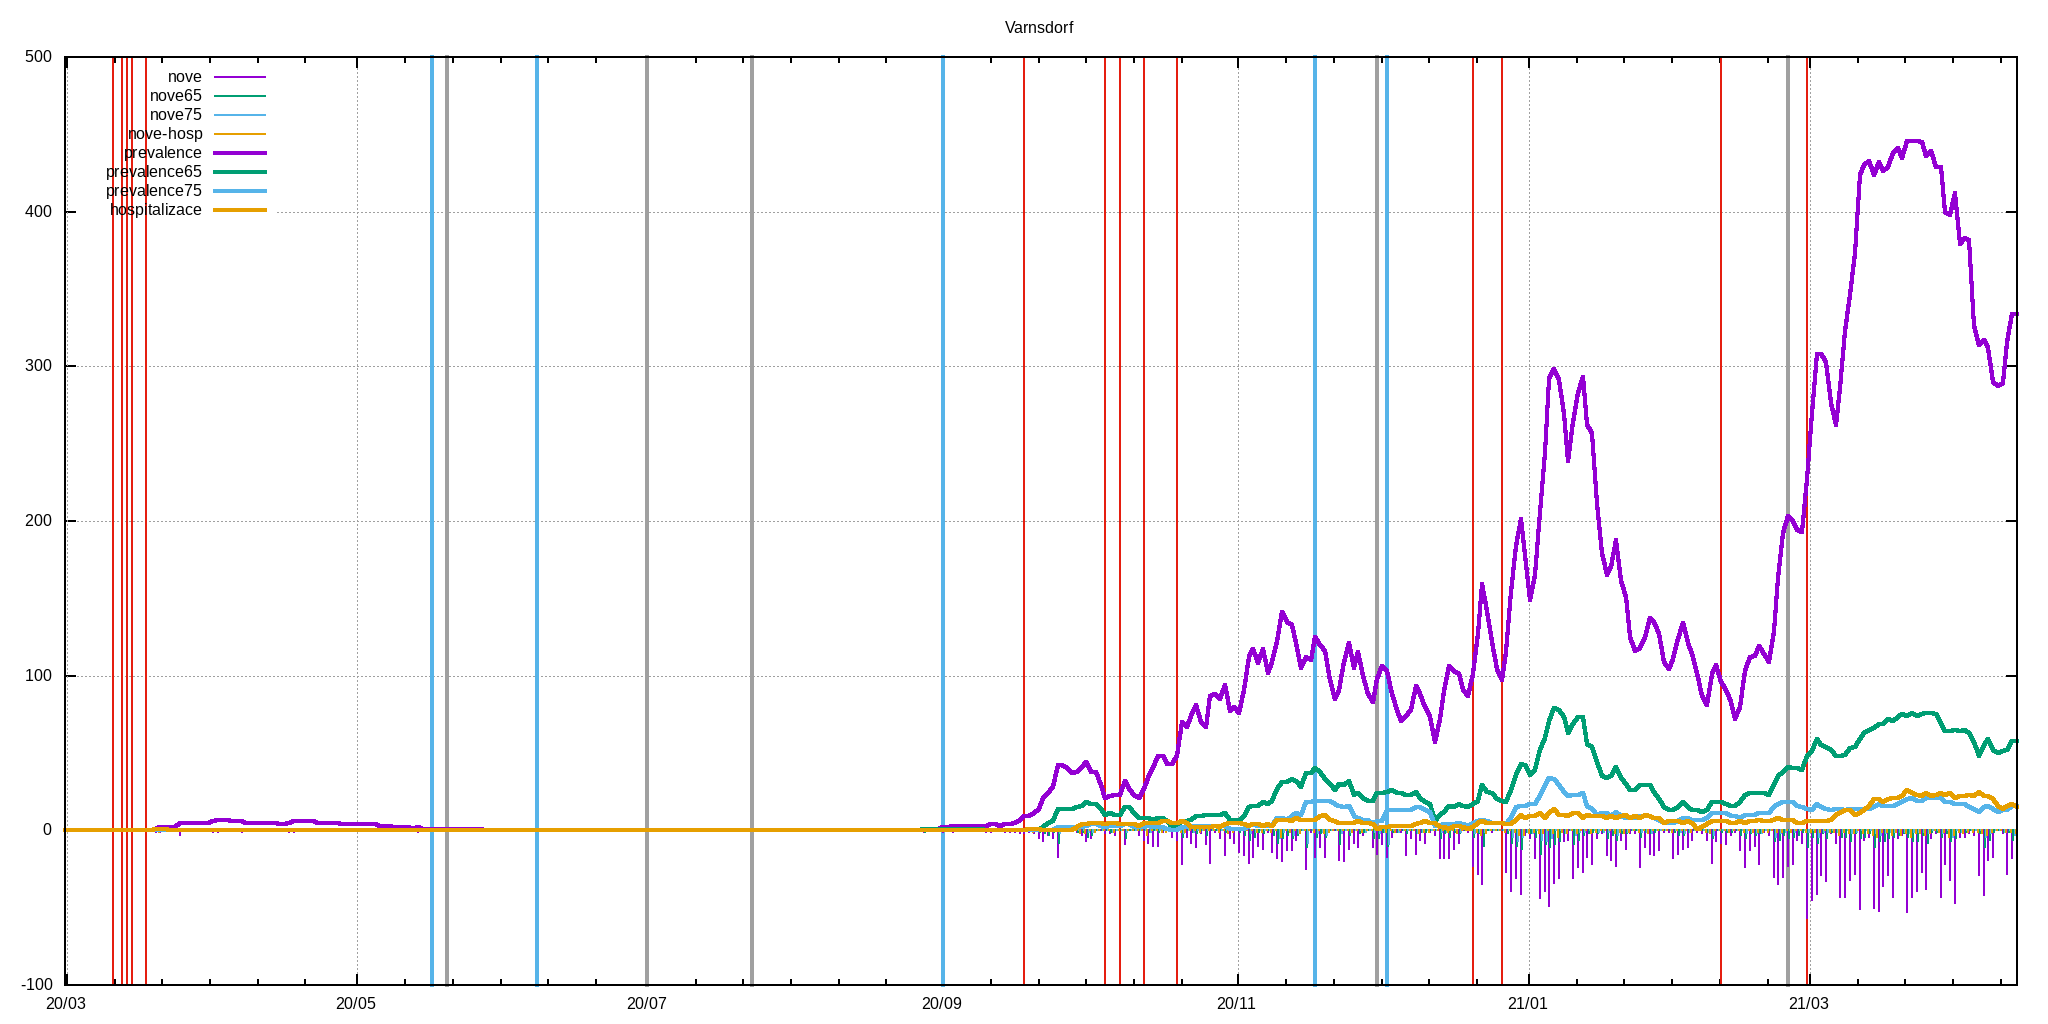 Varnsdorf
500
nove
nove65
nove75
nove-hosp
prevalence
prevalence65
prevalence75
hospitalizace
400
300
200
100
0
-100
20/03 20/05 20/07 20/09 20/11 21/01 21/03